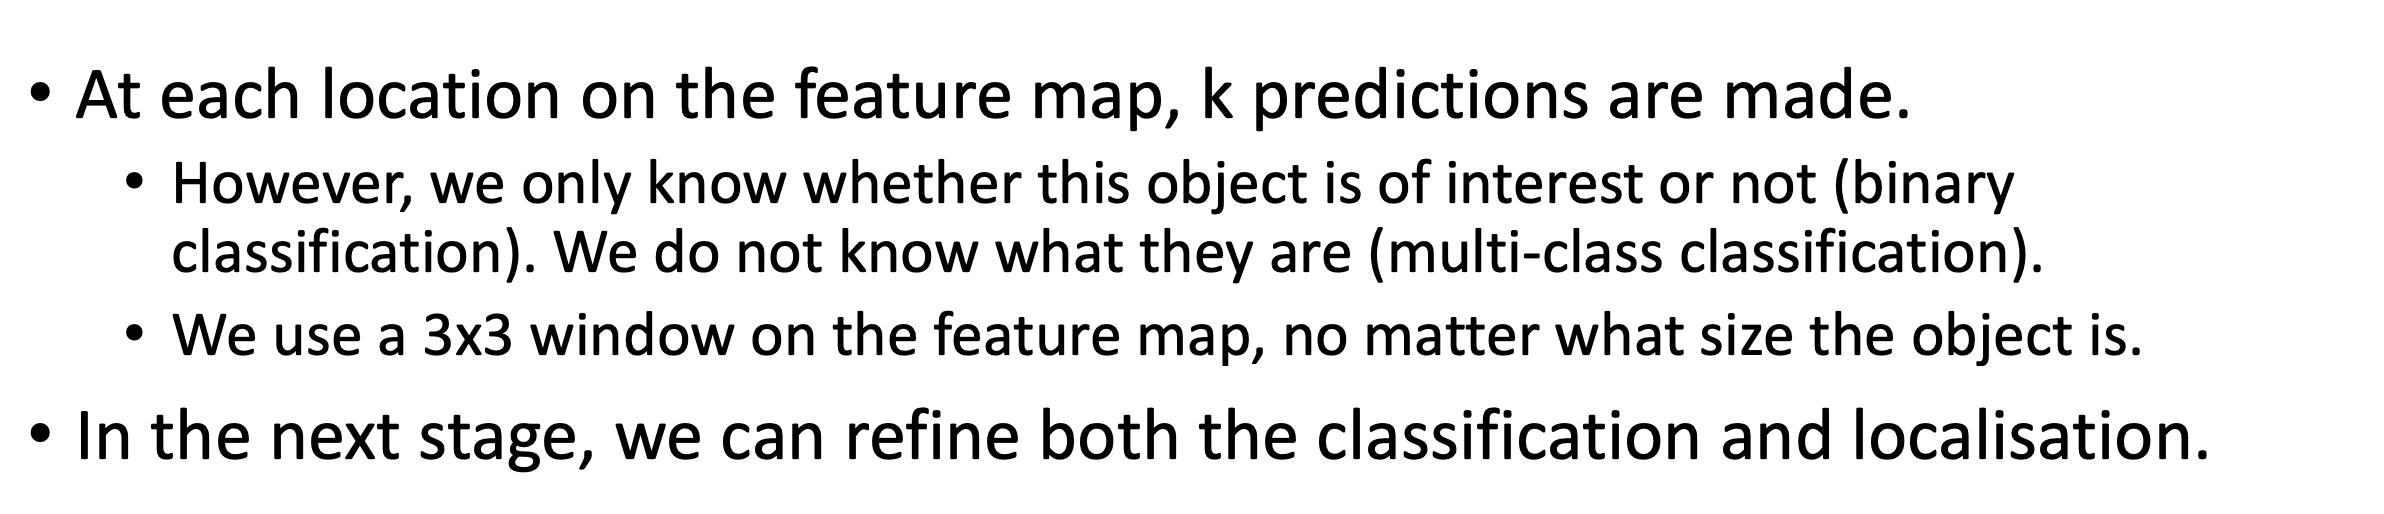 • At each location on the feature map, k predictions are made.
• However, we only know whether this object is of interest or not (binary
classification). We do not know what they are (multi-class classification).
• We use a 3x3 window on the feature map, no matter what size the object is.
• In the next stage, we can refine both the classification and localisation.